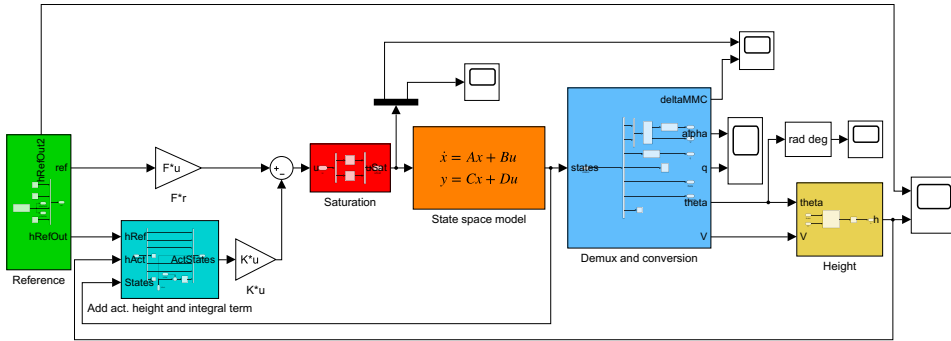 hRefOut2
ref
hRefOut
Reference
F*u
F*r
hRef
hAct
States
ActStates
Add act. height and integral term
K*u
K*u
+
−
u
uSat
Saturation
ẋ = Ax + Bu
y = Cx + Du
State space model
states
deltaMMC
alpha
q
theta
V
Demux and conversion
rad deg
theta
V
h
Height